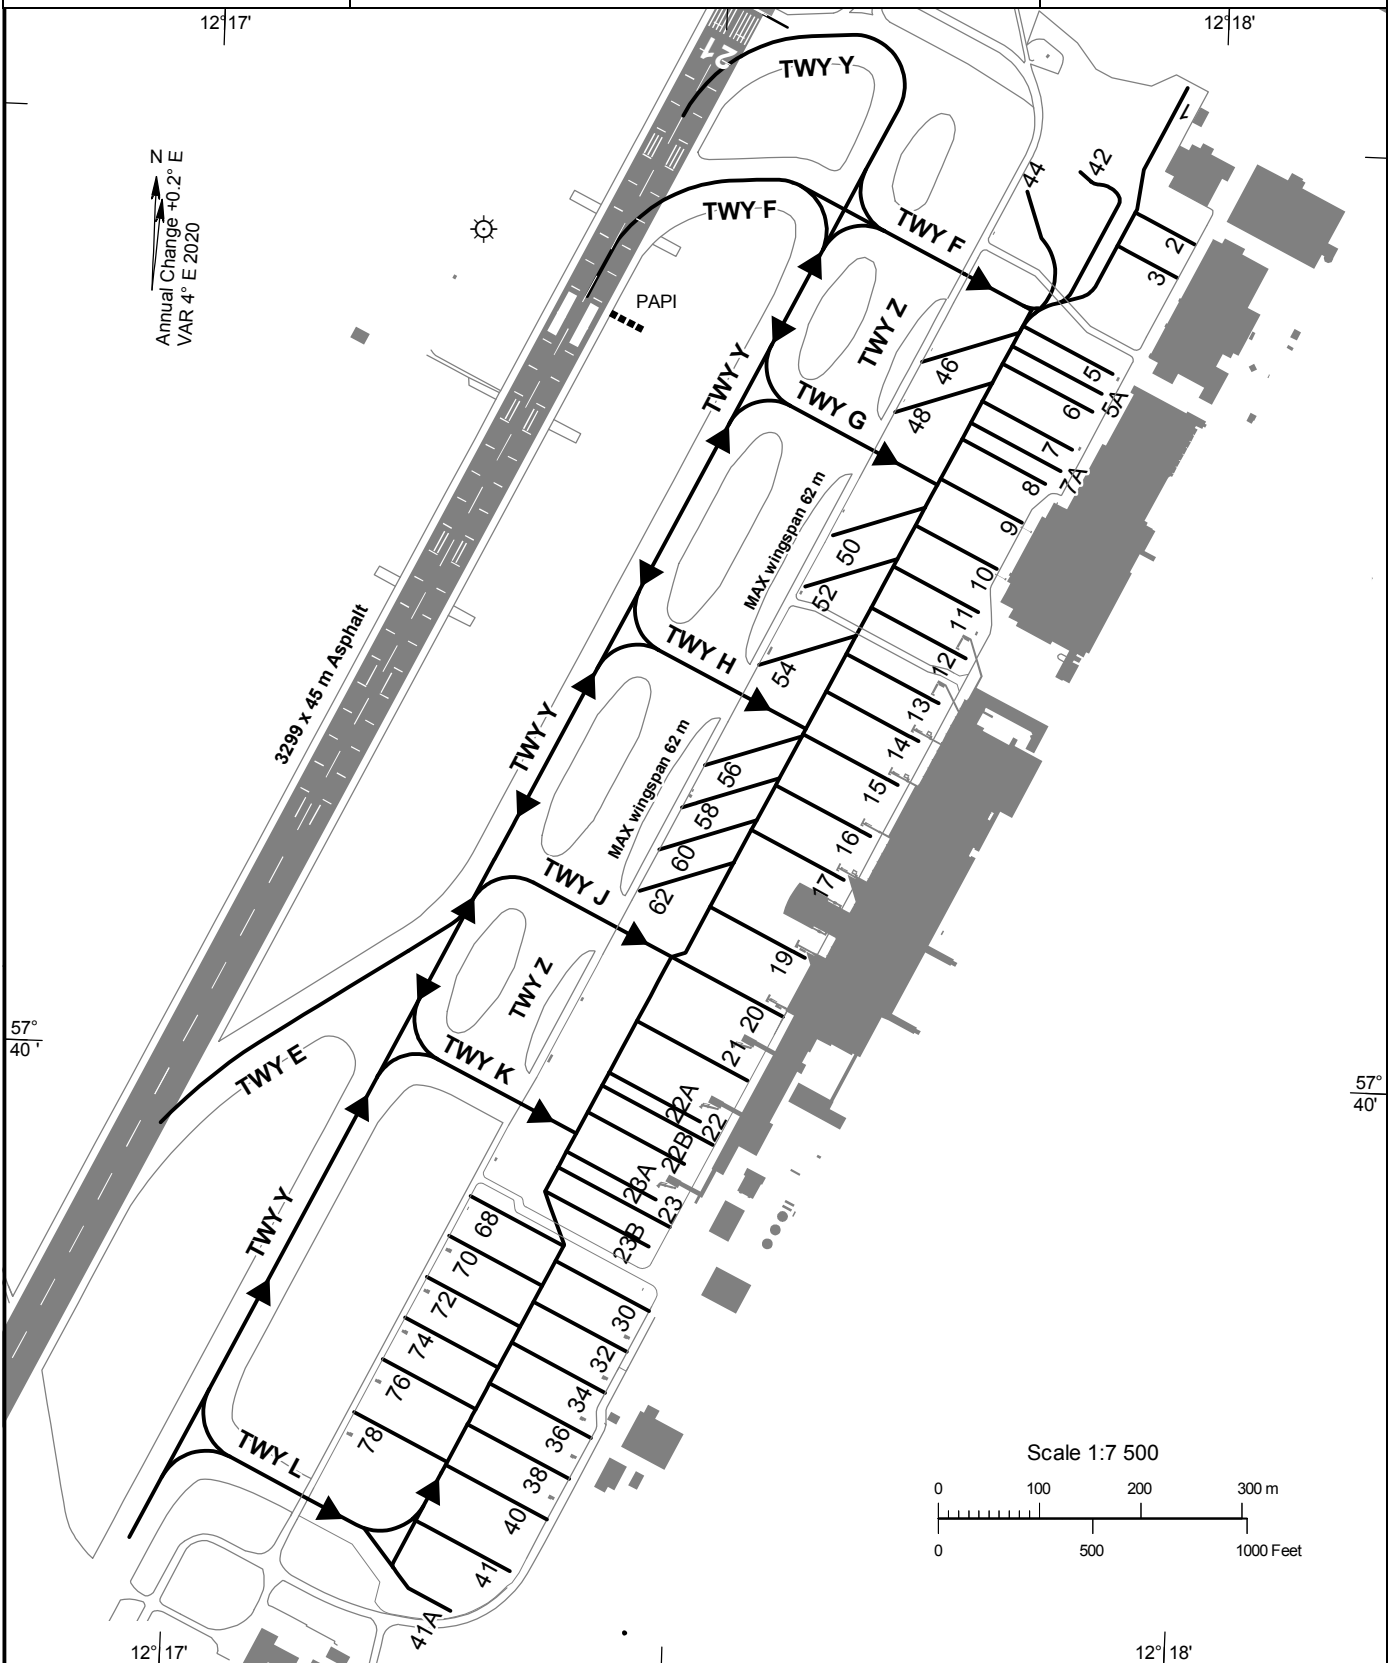 12°17'
12°18'
21
TWY Y
1
N
Annual Change +0.2° E
VAR 4° E 2020
44
42
TWY F
TWY F
2
3
PAPI
TWY Z
TWY Y
46
5
5A
6
TWY G
48
7
7A
8
9
MAX wingspan 62 m
50
10
52
11
3299 x 45 m Asphalt
TWY H
12
54
13
TWY Y
14
56
15
MAX wingspan 62 m
58
16
60
17
TWY J
62
19
TWY Z
20
57°
40 '
21
TWY E
TWY K
22A
57°
40'
22
22B
23A
23
TWY Y
68
23B
70
72
30
74
32
76
34
78
36
TWY L
38
40
41
41A
Scale 1:7 500
0 100 200 300 m
0 500 1000 Feet
12° 17'
12° 18'